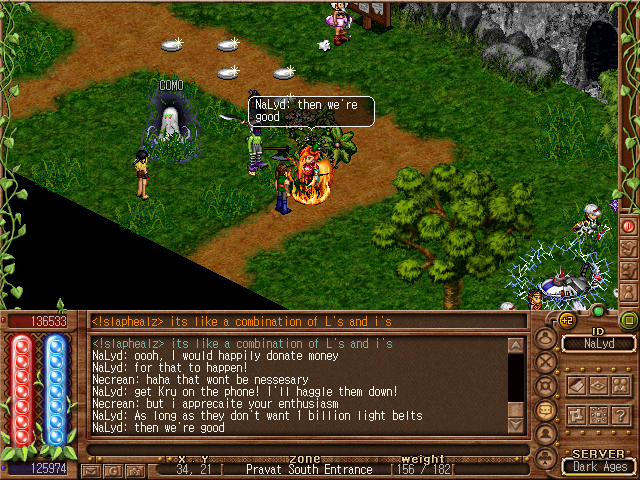 COMO
NaLyd: then we're
good
136533
<!slaphealz> its like a combination of L's and i's
+2
<!slaphealz> its like a combination of L's and i's
NaLyd: oooh, I would happily donate money
NaLyd: for that to happen!
Necrean: haha that wont be nessesary
NaLyd: get Kru on the phone! I'll haggle them down!
Necrean: but i apprecaite your enthusiasm
NaLyd: As long as they don't want 1 billion light belts
NaLyd: then we're good
ID
NaLyd
?
125974
x y zone weight
G
34, 21 Pravat South Entrance 156 / 182
SERVER
Dark Ages